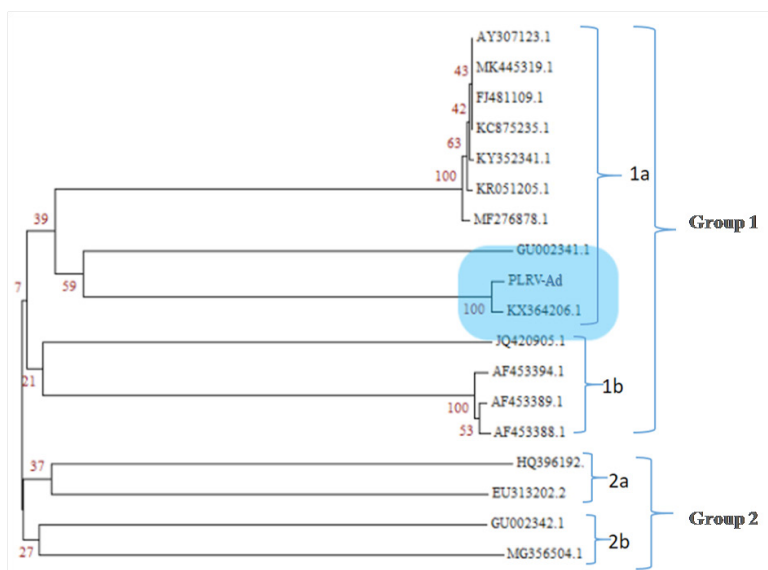 AY307123.1
43
MK445319.1
FJ481109.1
42
KC875235.1
63
KY352341.1
100
KR051205.1
1a
MF276878.1
39
Group 1
GU002341.1
59
PLRV-Ad
7
100
KX364206.1
JQ420905.1
21
AF453394.1
1b
100
AF453389.1
53
AF453388.1
37
HQ396192.
2a
EU313202.2
GU002342.1
Group 2
2b
27
MG356504.1